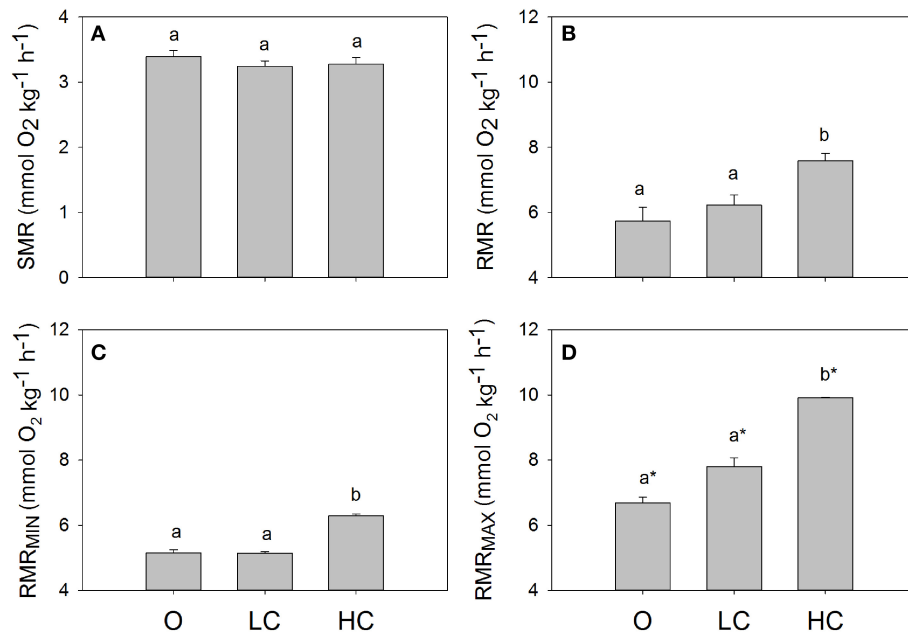 A
SMR (mmol O2 kg-1 h-1)
4
3
2
1
0
a
a
a
B
RMR (mmol O2 kg-1 h-1)
12
10
8
6
4
a
a
b
C
RMRMIN (mmol O2 kg-1 h-1)
12
10
8
6
4
a
a
b
O
LC
HC
D
RMRMAX (mmol O2 kg-1 h-1)
12
10
8
6
4
a*
a*
b*
O
LC
HC